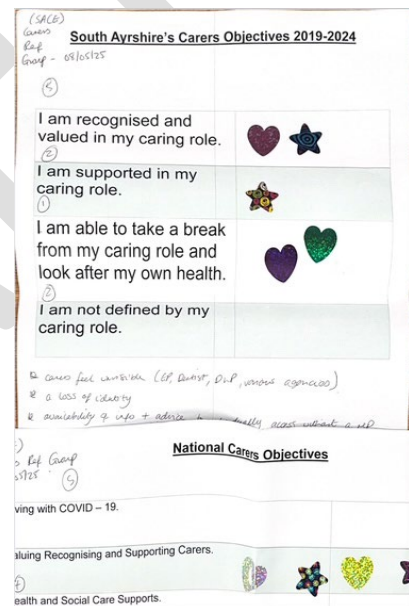 (SACE)
Carers
Ref
Group - 08/05/25
South Ayrshire's Carers Objectives 2019-2024
5
I am recognised and
valued in my caring role.
2
I am supported in my
caring role.
1
I am able to take a break
from my caring role and
look after my own health.
2
I am not defined by my
caring role.
carers feel invisible (GP, Dentist, DWP, various agencies)
a loss of identity
availability of info + advice
National Carers Objectives
s Ref Group
5
ving with COVID – 19.
aluing Recognising and Supporting Carers.
ealth and Social Care Supports.